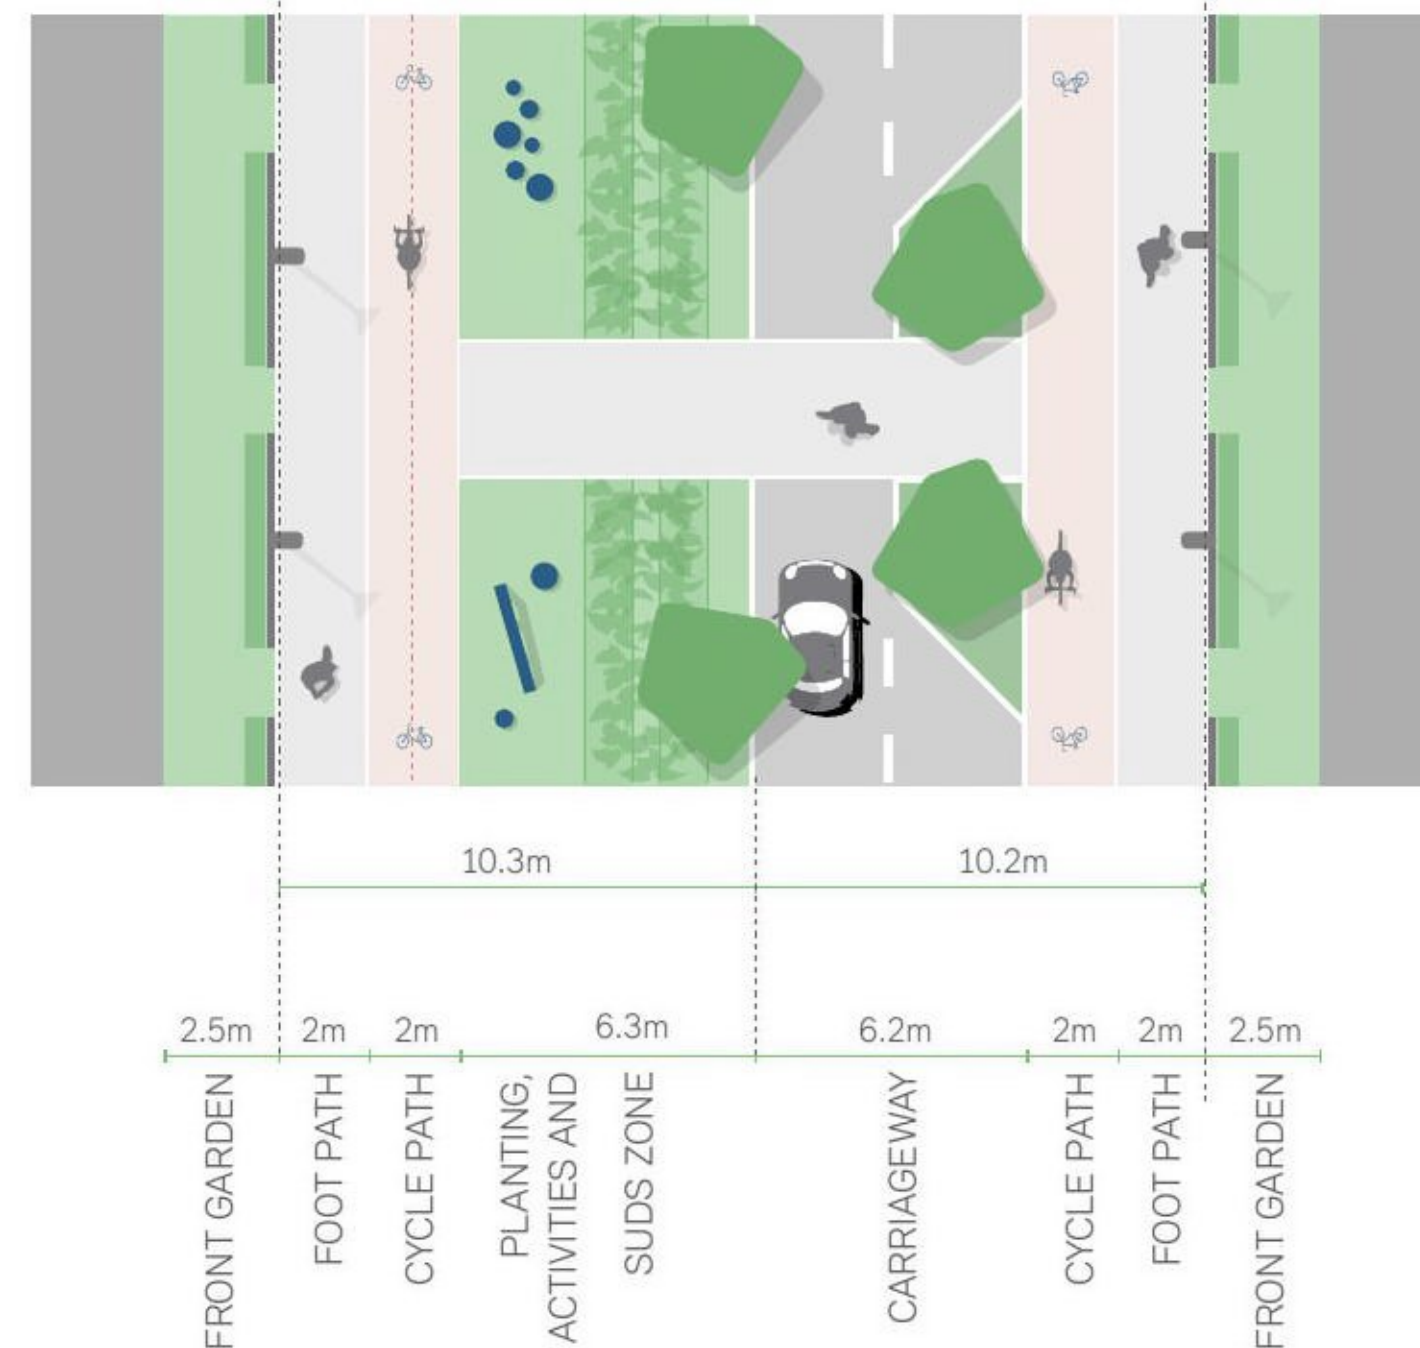 10.3m
10.2m
2.5m
2m
2m
6.3m
6.2m
2m
2m
2.5m
FRONT GARDEN
FOOT PATH
CYCLE PATH
PLANTING,
ACTIVITIES AND
SUDS ZONE
CARRIAGEWAY
CYCLE PATH
FOOT PATH
FRONT GARDEN